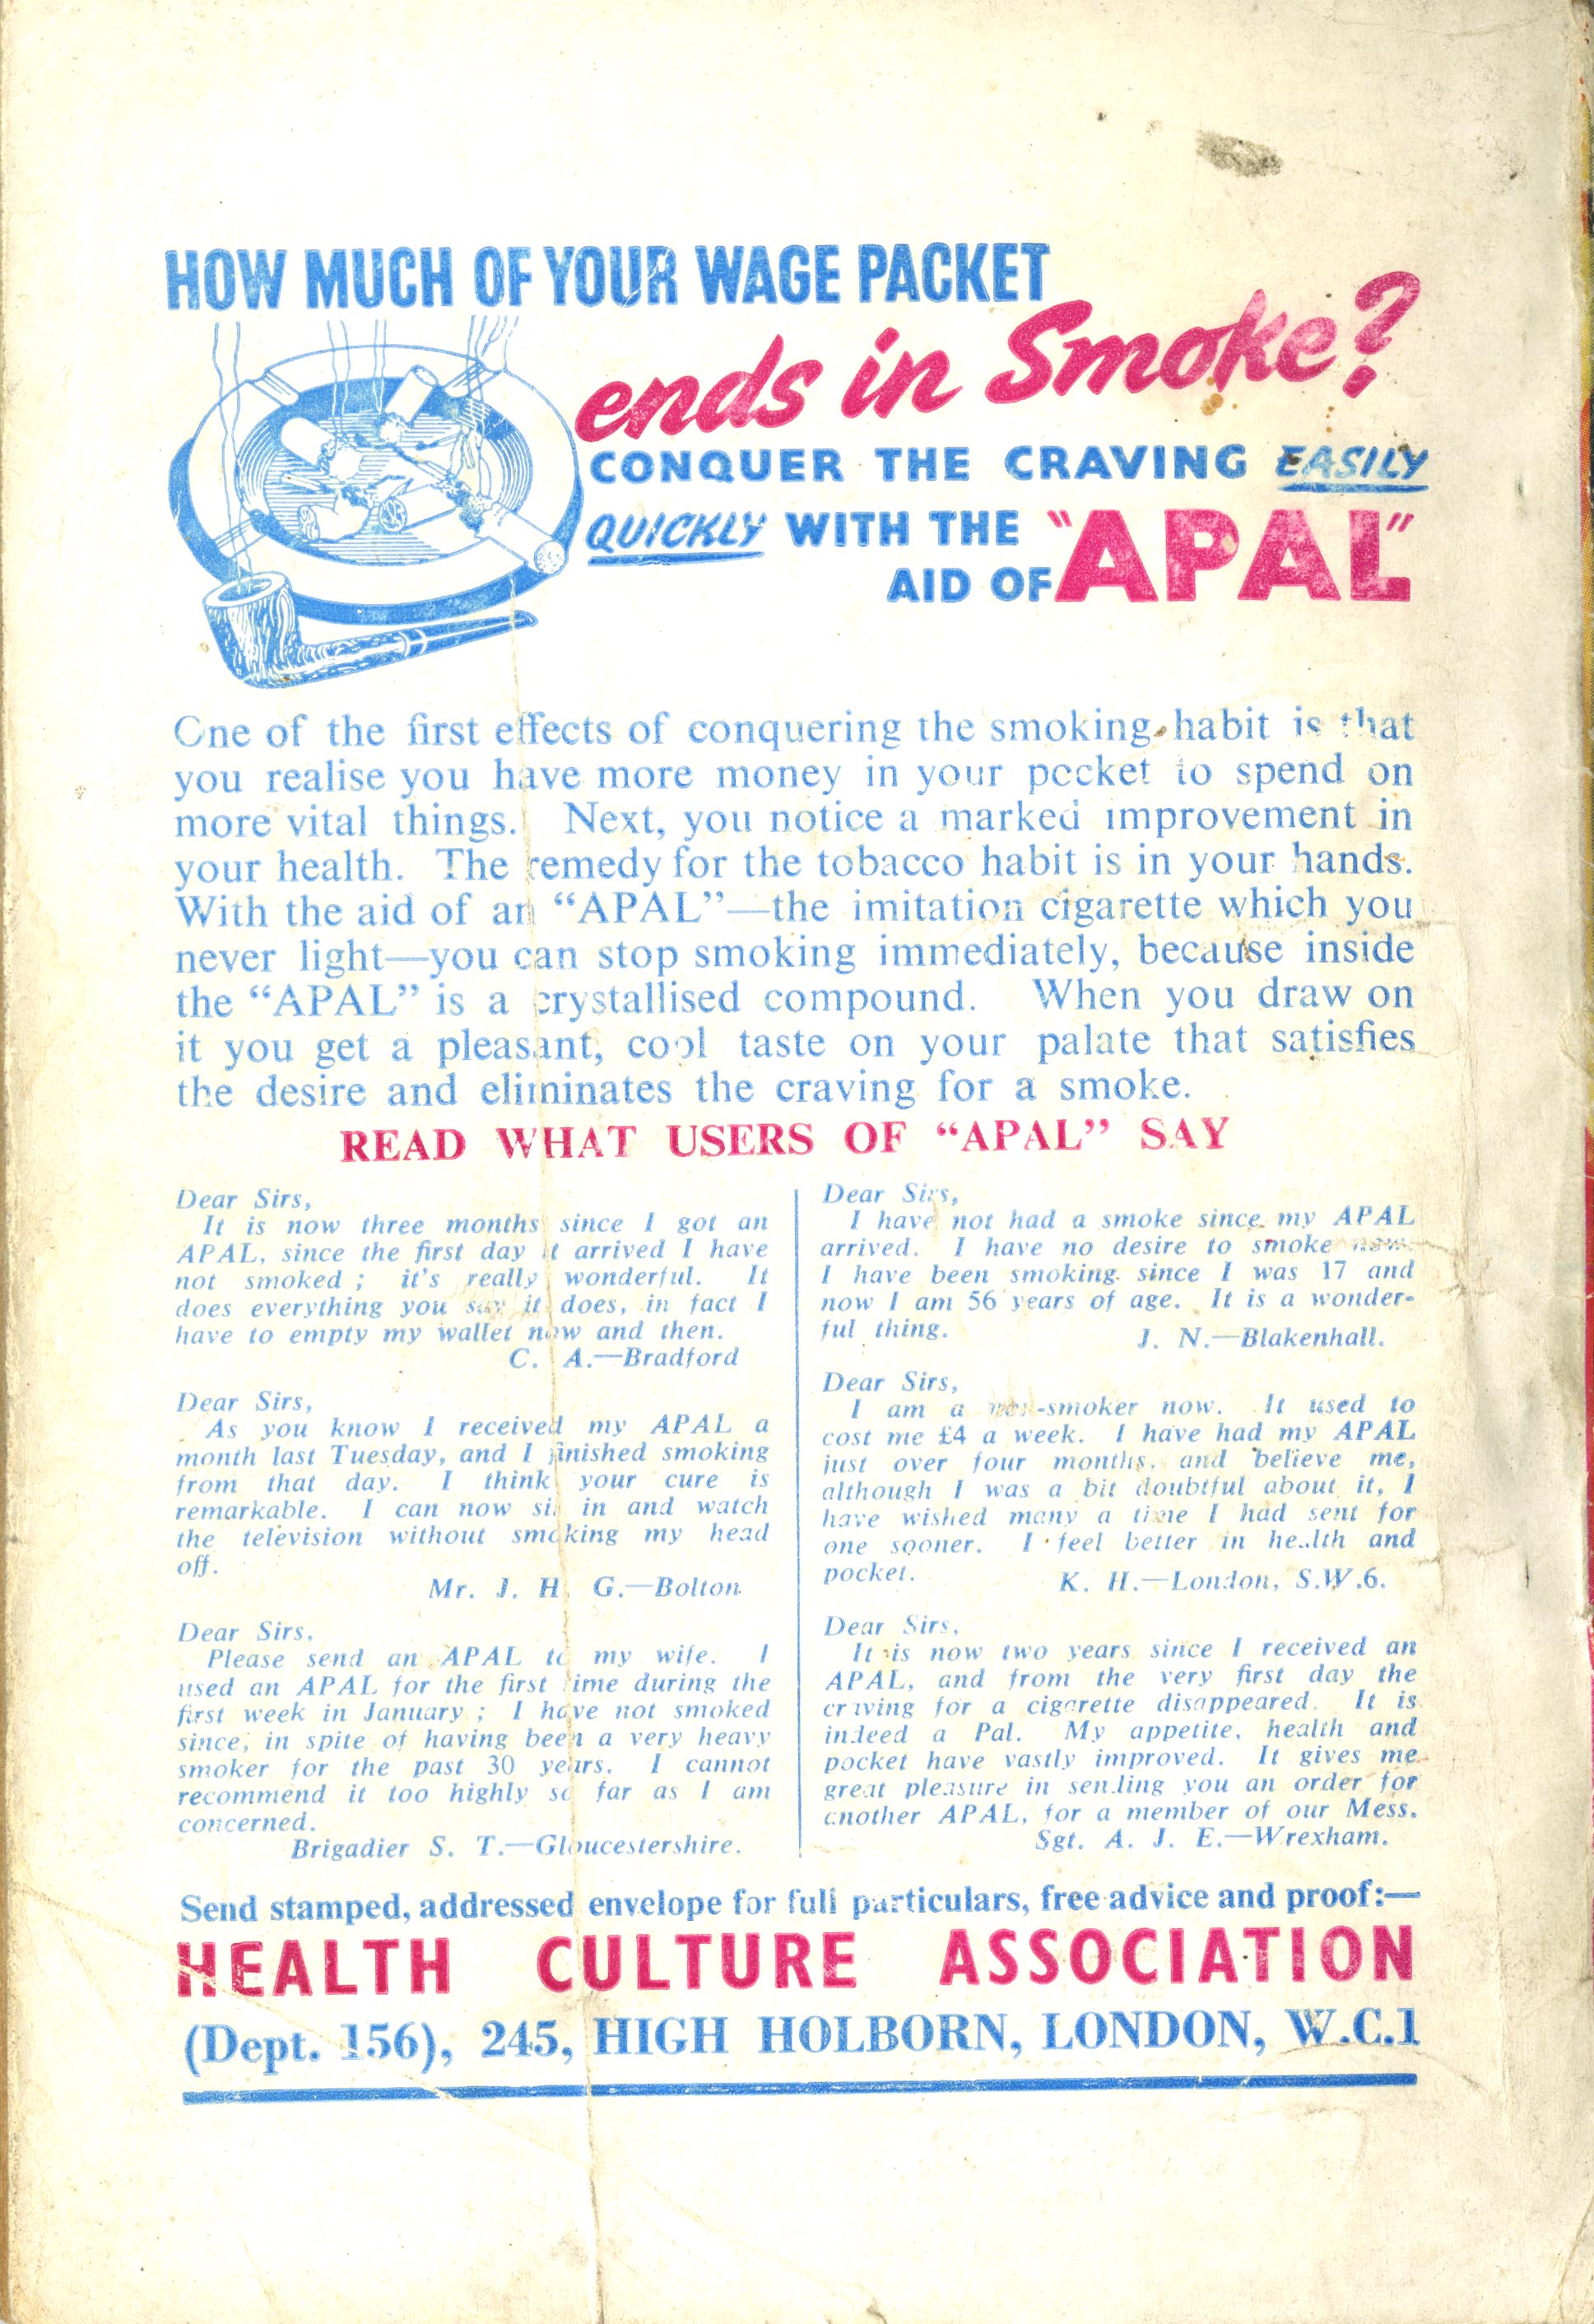 HOW MUCH OF YOUR WAGE PACKET
ends in Smoke?
CONQUER THE CRAVING EASILY
QUICKLY WITH THE "APAL"
AID OF
One of the first effects of conquering the smoking habit is that
you realise you have more money in your pocket to spend on
more vital things. Next, you notice a marked improvement in
your health. The remedy for the tobacco habit is in your hands.
With the aid of an "APAL"—the imitation cigarette which you
never light—you can stop smoking immediately, because inside
the "APAL" is a crystallised compound. When you draw on
it you get a pleasant, cool taste on your palate that satisfies
the desire and eliminates the craving for a smoke.
READ WHAT USERS OF "APAL" SAY
Dear Sirs,
It is now three months since I got an
APAL, since the first day it arrived I have
not smoked ; it's really wonderful. It
does everything you say it does, in fact I
have to empty my wallet now and then.
C. A.—Bradford
Dear Sirs,
As you know I received my APAL a
month last Tuesday, and I finished smoking
from that day. I think your cure is
remarkable. I can now sit in and watch
the television without smoking my head
off.
Mr. J. H. G.—Bolton
Dear Sirs,
Please send an APAL to my wife. I
used an APAL for the first time during the
first week in January ; I have not smoked
since, in spite of having been a very heavy
smoker for the past 30 years. I cannot
recommend it too highly so far as I am
concerned.
Brigadier S. T.—Gloucestershire.
Dear Sirs,
I have not had a smoke since my APAL
arrived. I have no desire to smoke now.
I have been smoking since I was 17 and
now I am 56 years of age. It is a wonder-
ful thing.
J. N.—Blakenhall.
Dear Sirs,
I am a non-smoker now. It used to
cost me £4 a week. I have had my APAL
just over four months, and believe me,
although I was a bit doubtful about it, I
have wished many a time I had sent for
one sooner. I feel better in health and
pocket.
K. H.—London, S.W.6.
Dear Sirs,
It is now two years since I received an
APAL, and from the very first day the
craving for a cigarette disappeared. It is
indeed a Pal. My appetite, health and
pocket have vastly improved. It gives me
great pleasure in sending you an order for
another APAL, for a member of our Mess.
Sgt. A. J. E.—Wrexham.
Send stamped, addressed envelope for full particulars, free advice and proof:—
HEALTH CULTURE ASSOCIATION
(Dept. 156), 245, HIGH HOLBORN, LONDON, W.C.1